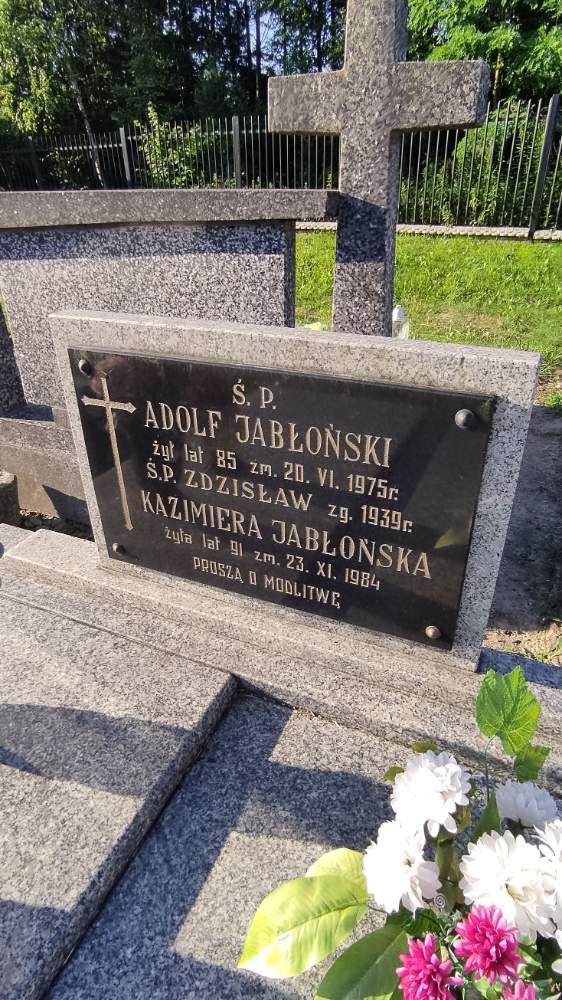 Ś. P.
ADOLF JABŁOŃSKI
żył lat 85 zm. 20. VI. 1975r.
Ś.P. ZDZISŁAW zg. 1939r.
KAZIMIERA JABŁOŃSKA
żyła lat 91 zm. 23. XI. 1984
PROSZĄ O MODLITWĘ